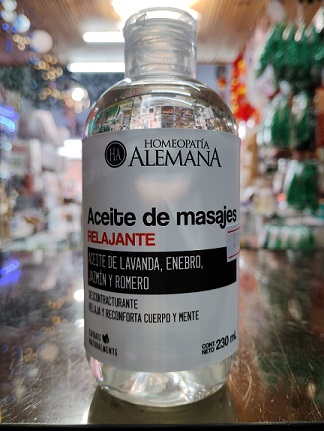 HA
HOMEOPATÍA
ALEMANA
Aceite de masajes
RELAJANTE
ACEITE DE LAVANDA, ENEBRO,
JAZMÍN Y ROMERO
DESCONTRACTURANTE
RELAJA Y RECONFORTA CUERPO Y MENTE
NATURALMENTE
CONT.
NETO 230 mL